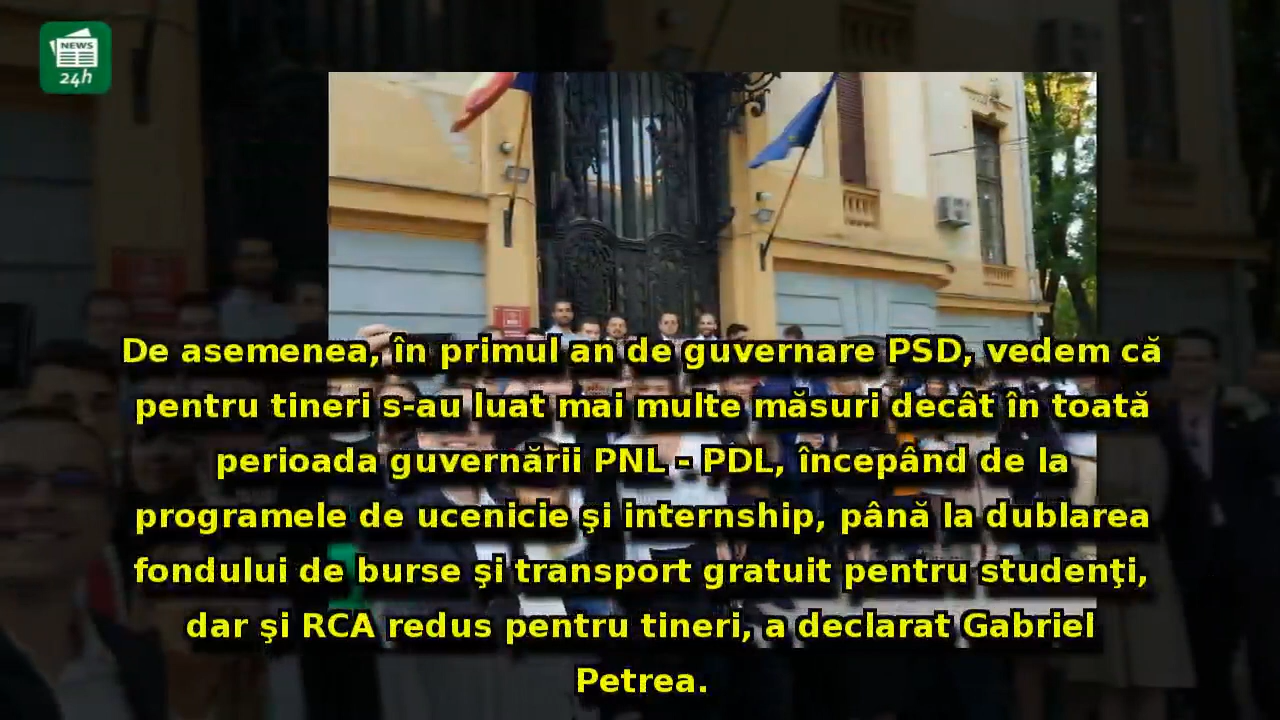 NEWS
24h
De asemenea, în primul an de guvernare PSD, vedem că
pentru tineri s-au luat mai multe măsuri decât în toată
perioada guvernării PNL - PDL, începând de la
programele de ucenicie şi internship, până la dublarea
fondului de burse şi transport gratuit pentru studenţi,
dar şi RCA redus pentru tineri, a declarat Gabriel
Petrea.